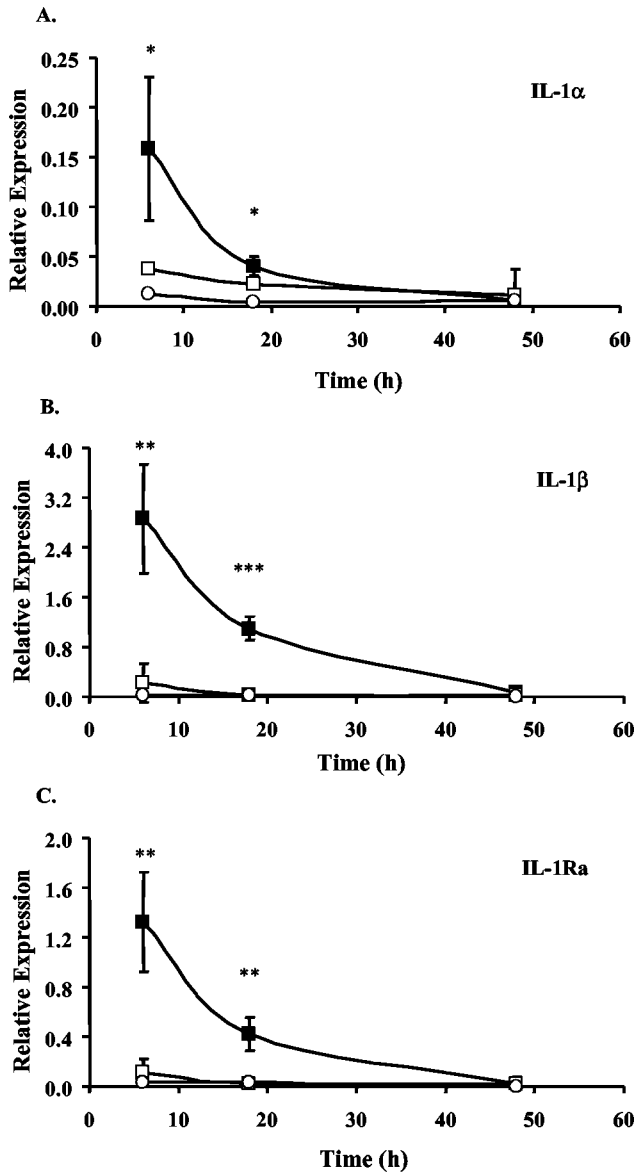 A.
IL-1α
Relative Expression
0.30
0.25
0.20
0.15
0.10
0.05
0.00
*
*
0 10 20 30 40 50 60
Time (h)
B.
IL-1β
Relative Expression
4.0
3.2
2.4
1.6
0.8
0.0
**
***
0 10 20 30 40 50 60
Time (h)
C.
IL-1Ra
Relative Expression
2.0
1.6
1.2
0.8
0.4
0.0
**
**
0 10 20 30 40 50 60
Time (h)